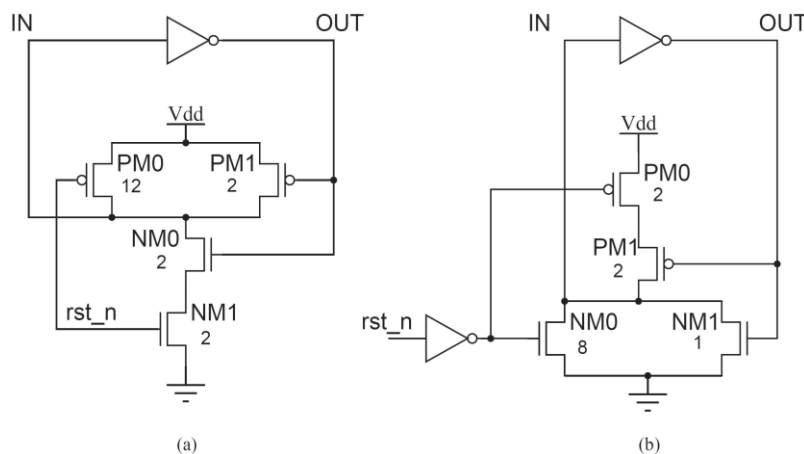 IN OUT
Vdd
PM0 PM1
12 2
NM0
2
rst_n NM1
2
(a)
IN OUT
Vdd
PM0
2
PM1
2
rst_n NM0 NM1
8 1
(b)